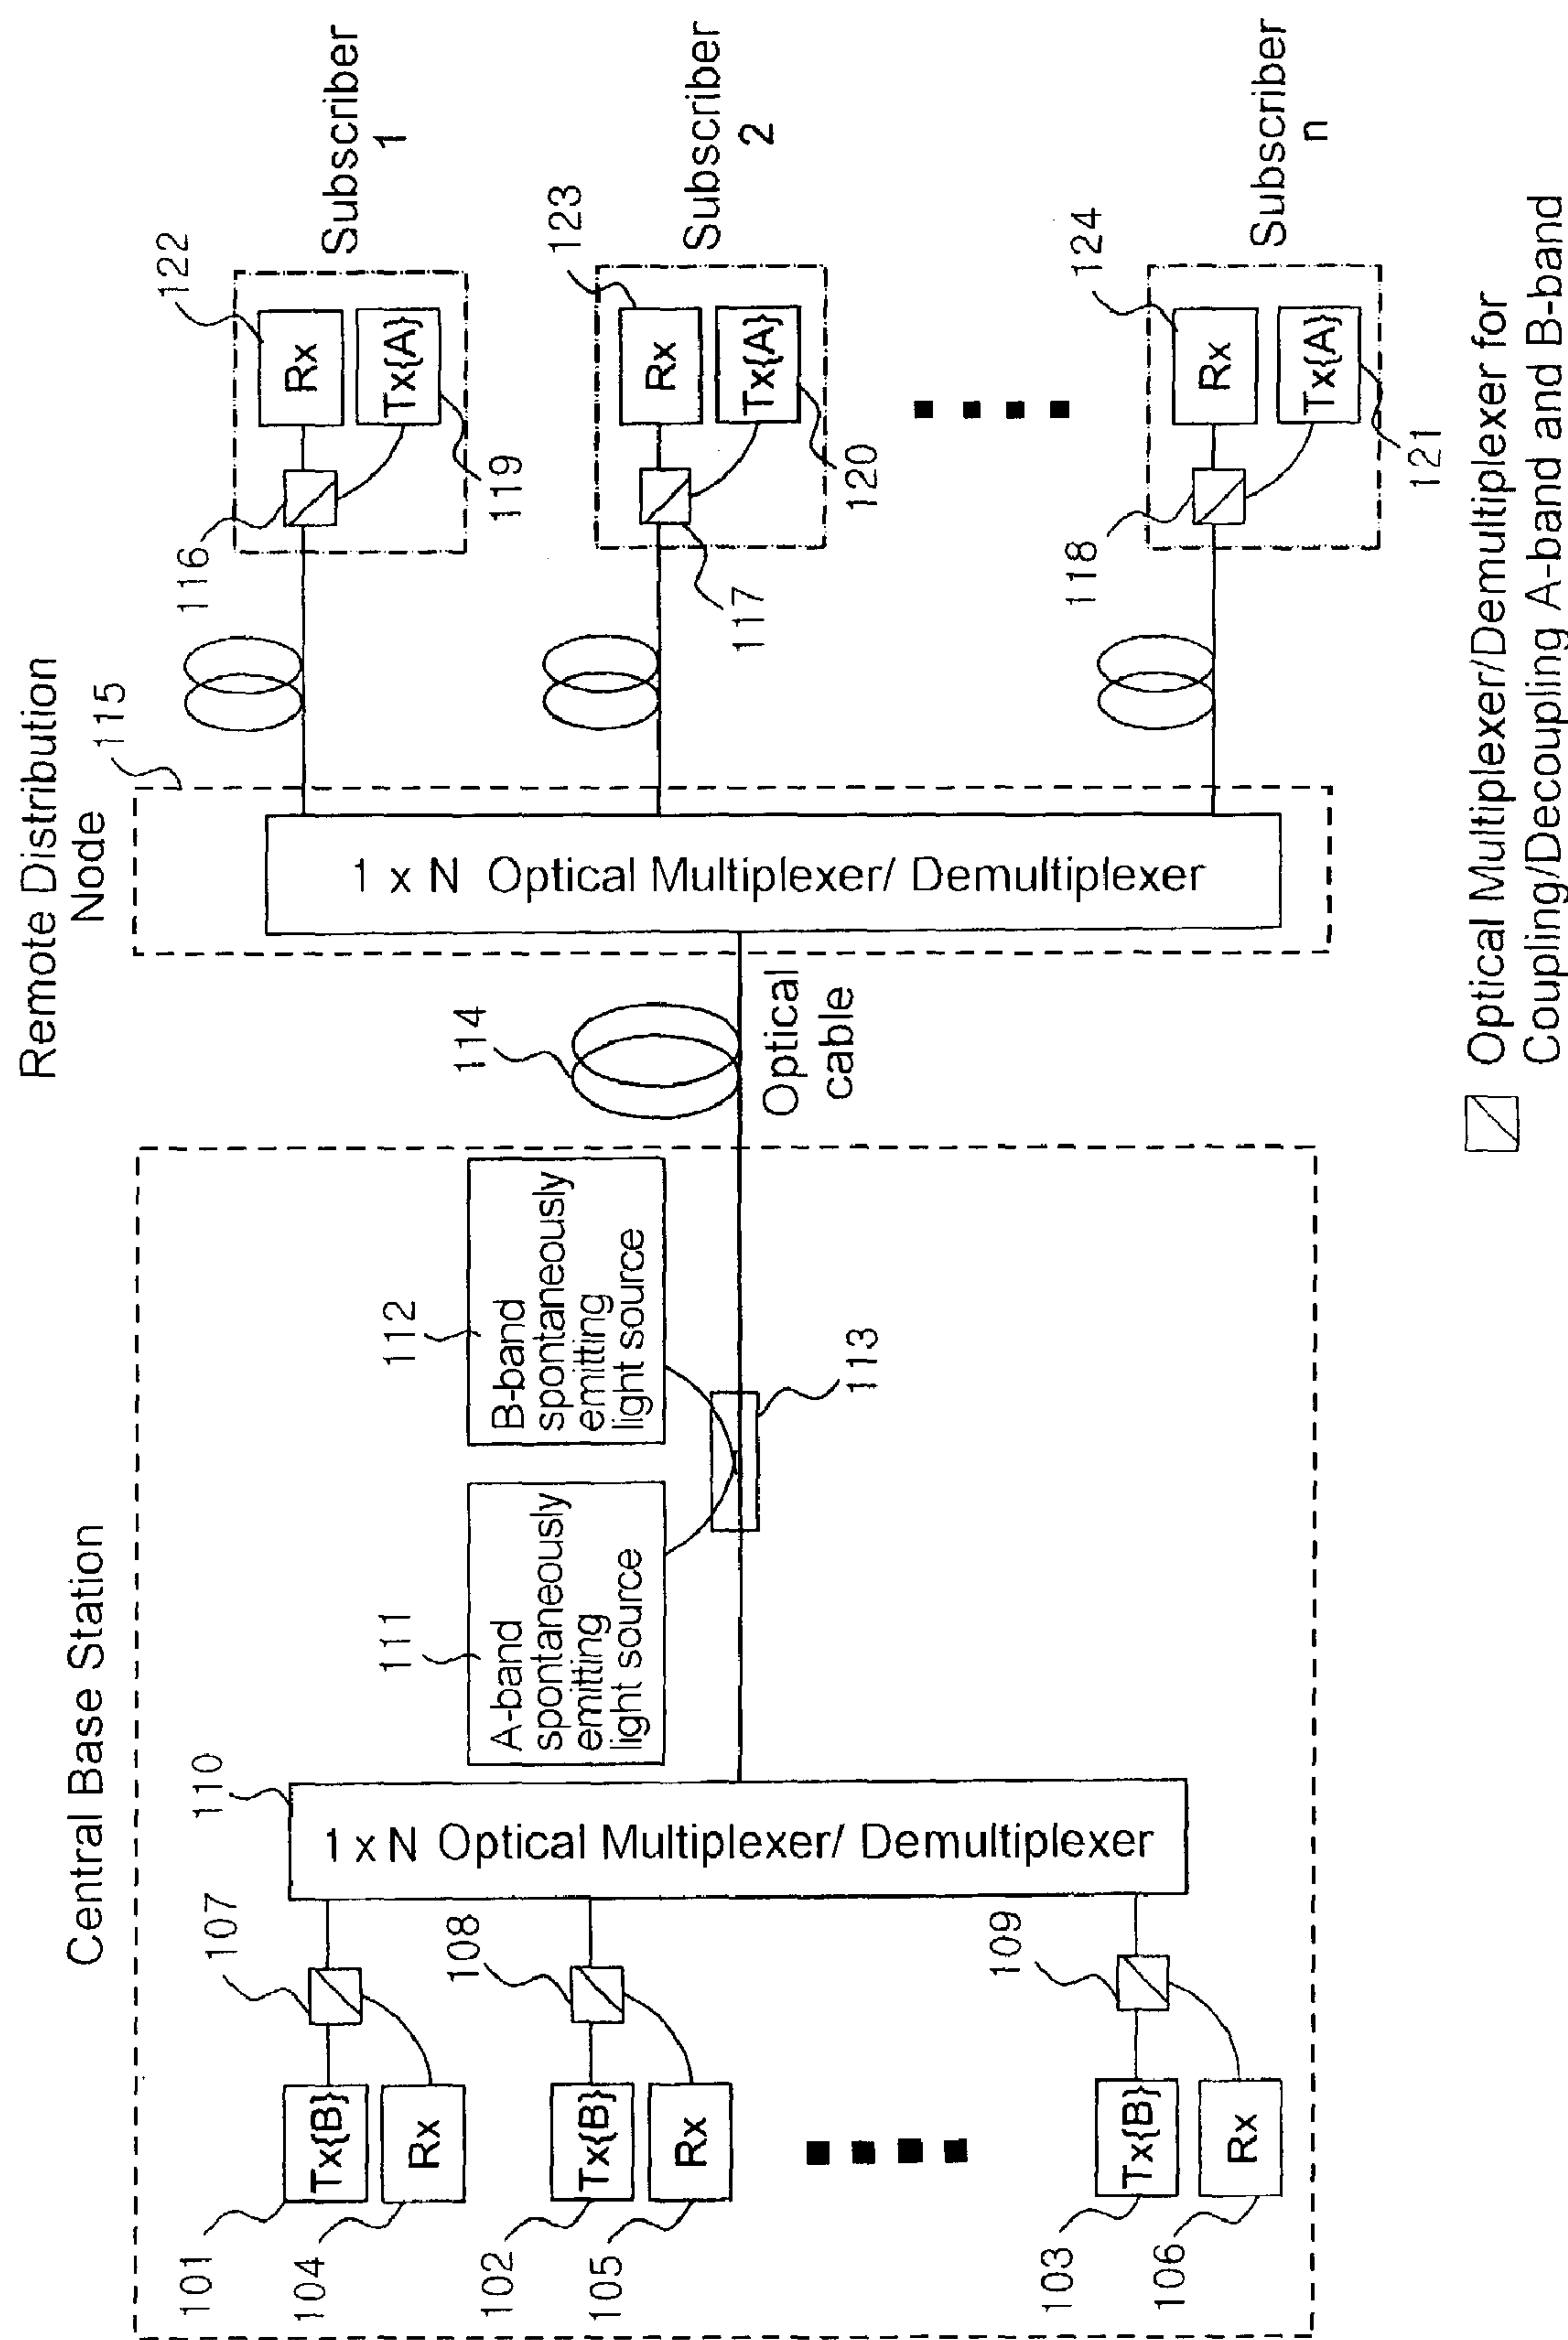 Central Base Station
101
Tx{B}
104
Rx
107
102
Tx{B}
105
Rx
108
103
Tx{B}
106
Rx
109
110
1 x N Optical Multiplexer/ Demultiplexer
111
A-band
spontaneously
emitting
light source
112
B-band
spontaneously
emitting
light source
113
114
Optical
cable
Remote Distribution
Node
115
1 x N Optical Multiplexer/ Demultiplexer
116
122
Rx
Tx{A}
119
Subscriber
1
123
Rx
Tx{A}
117
120
Subscriber
2
118
124
Rx
Tx{A}
121
Subscriber
n
Optical Multiplexer/Demultiplexer for
Coupling/Decoupling A-band and B-band